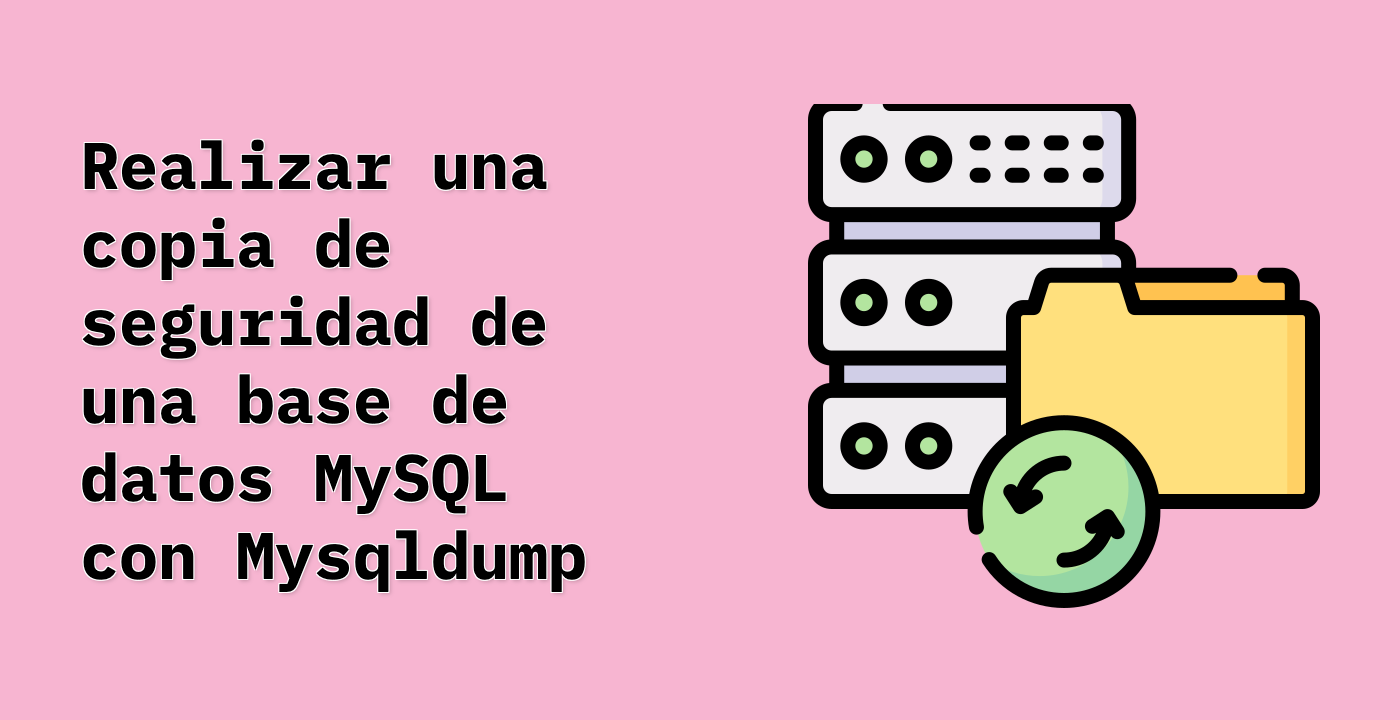 Realizar una
copia de
seguridad de
una base de
datos MySQL
con Mysqldump